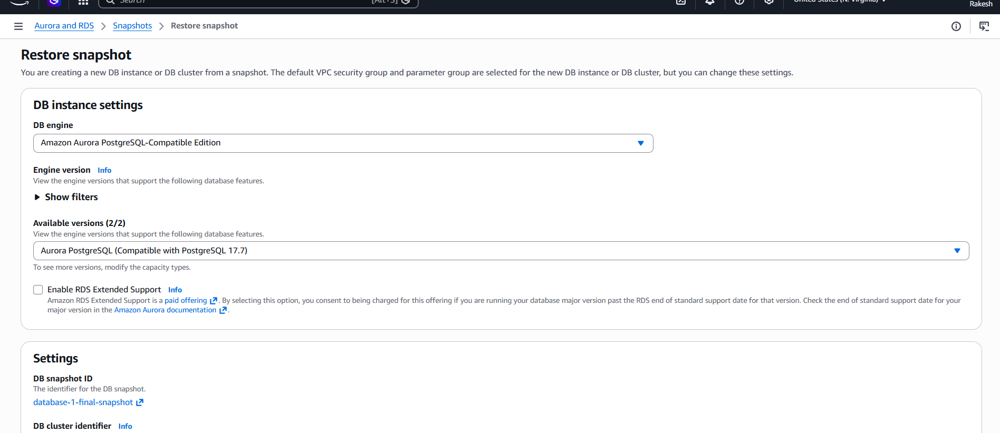 Search [Alt+S] United States (N. Virginia) Rakesh
Aurora and RDS Snapshots Restore snapshot
Restore snapshot
You are creating a new DB instance or DB cluster from a snapshot. The default VPC security group and parameter group are selected for the new DB instance or DB cluster, but you can change these settings.
DB instance settings
DB engine
Amazon Aurora PostgreSQL-Compatible Edition
Engine version Info
View the engine versions that support the following database features.
Show filters
Available versions (2/2)
View the engine versions that support the following database features.
Aurora PostgreSQL (Compatible with PostgreSQL 17.7)
To see more versions, modify the capacity types.
Enable RDS Extended Support Info
Amazon RDS Extended Support is a paid offering. By selecting this option, you consent to being charged for this offering if you are running your database major version past the RDS end of standard support date for that version. Check the end of standard support date for your
major version in the Amazon Aurora documentation.
Settings
DB snapshot ID
The identifier for the DB snapshot.
database-1-final-snapshot
DB cluster identifier Info